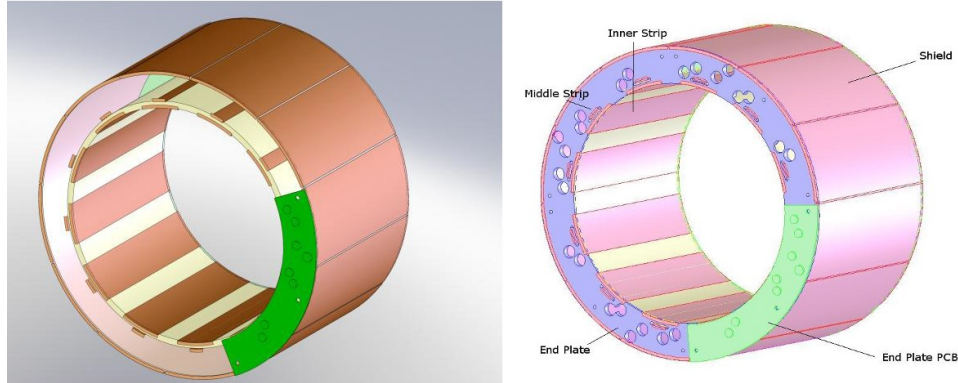 Inner Strip
Shield
Middle Strip
End Plate
End Plate PCB